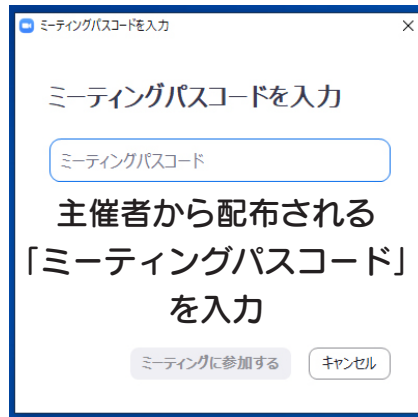 ミーティングパスコードを入力
ミーティングパスコードを入力
ミーティングパスコード
主催者から配布される
「ミーティングパスコード」
を入力
ミーティングに参加する キャンセル